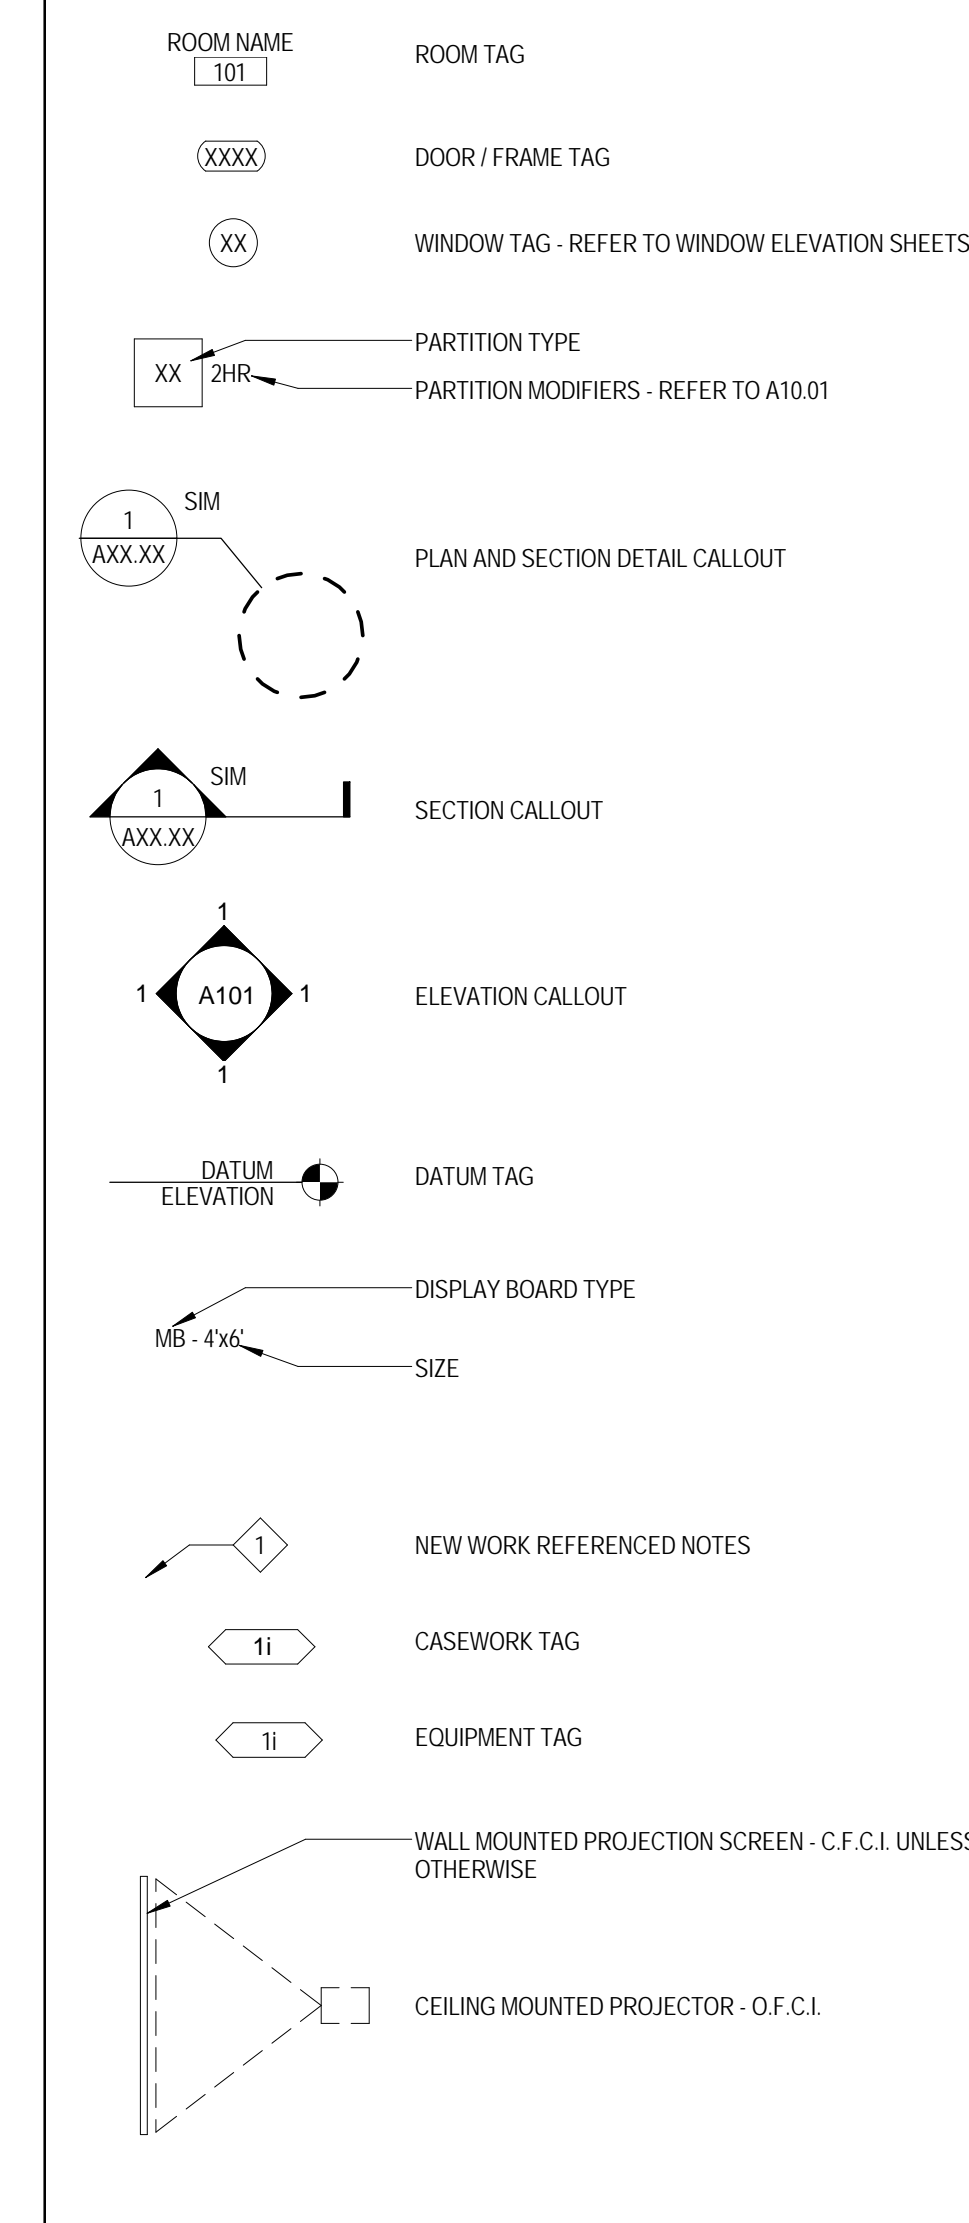 ROOM NAME
101
ROOM TAG
XXXX
DOOR / FRAME TAG
XX
WINDOW TAG - REFER TO WINDOW ELEVATION SHEETS
PARTITION TYPE
XX 2HR
PARTITION MODIFIERS - REFER TO A10.01
SIM
1
AXX.XX
PLAN AND SECTION DETAIL CALLOUT
SIM
1
AXX.XX
SECTION CALLOUT
1
1 A101 1
1
ELEVATION CALLOUT
DATUM
ELEVATION
DATUM TAG
DISPLAY BOARD TYPE
MB - 4'x6'
SIZE
1
NEW WORK REFERENCED NOTES
1i
CASEWORK TAG
1i
EQUIPMENT TAG
WALL MOUNTED PROJECTION SCREEN - C.F.C.I. UNLESS
OTHERWISE
CEILING MOUNTED PROJECTOR - O.F.C.I.